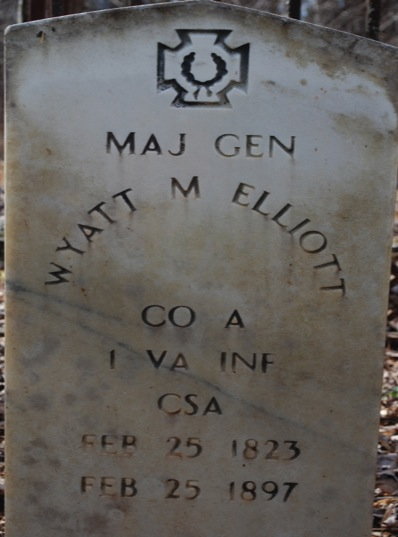 MAJ GEN
WYATT M ELLIOTT
CO A
1 VA INF
CSA
FEB 25 1823
FEB 25 1897